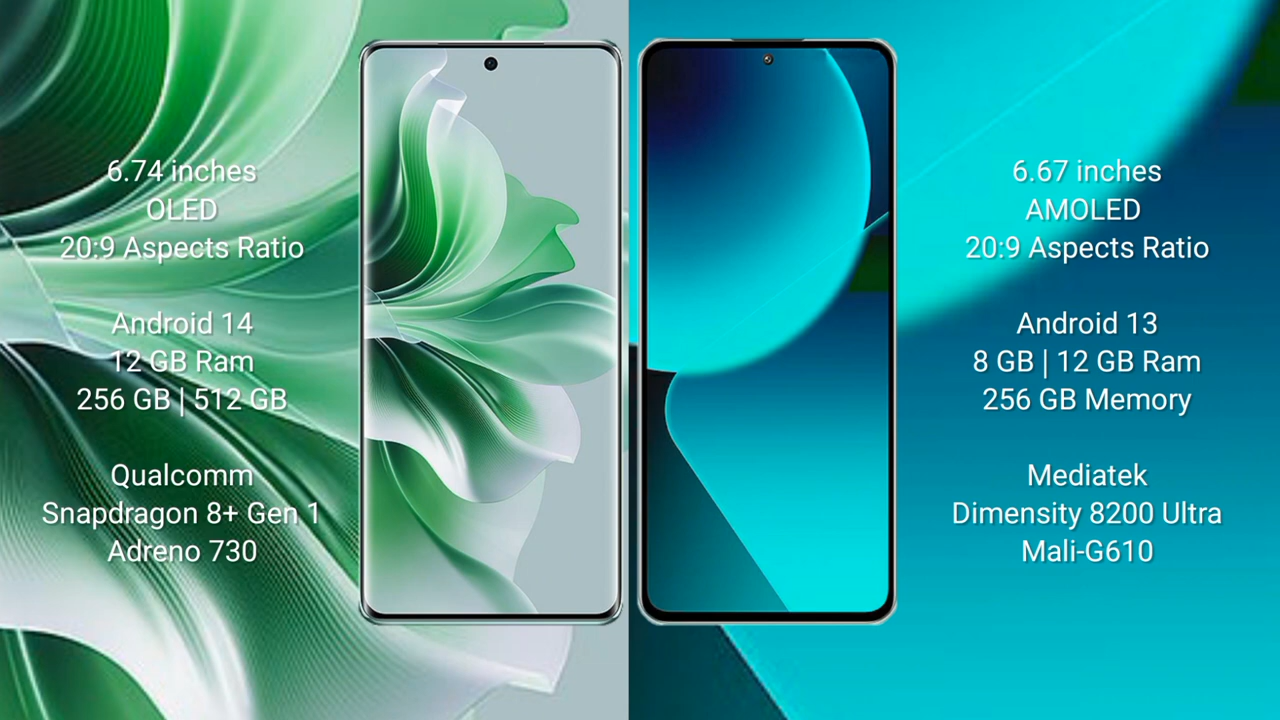 6.74 inches
OLED
20:9 Aspects Ratio
Android 14
12 GB Ram
256 GB | 512 GB
Qualcomm
Snapdragon 8+ Gen 1
Adreno 730
6.67 inches
AMOLED
20:9 Aspects Ratio
Android 13
8 GB | 12 GB Ram
256 GB Memory
Mediatek
Dimensity 8200 Ultra
Mali-G610